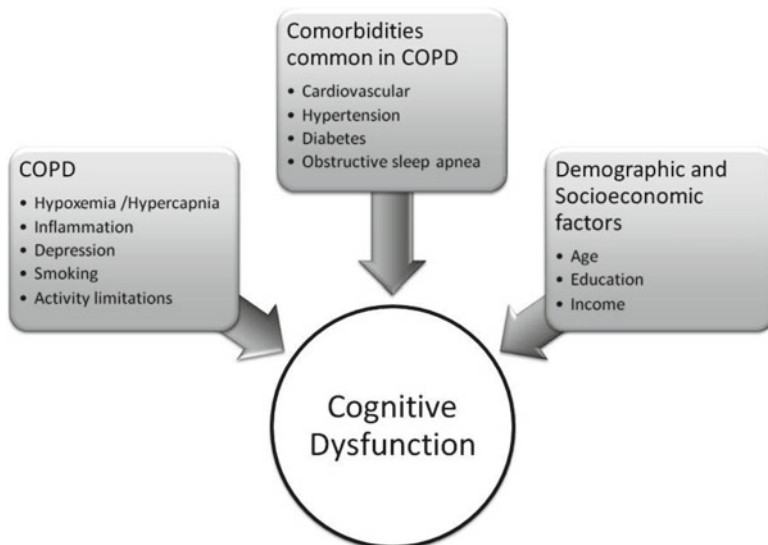 Comorbidities
common in COPD
• Cardiovascular
• Hypertension
• Diabetes
• Obstructive sleep apnea
COPD
• Hypoxemia /Hypercapnia
• Inflammation
• Depression
• Smoking
• Activity limitations
Demographic and
Socioeconomic
factors
• Age
• Education
• Income
Cognitive
Dysfunction